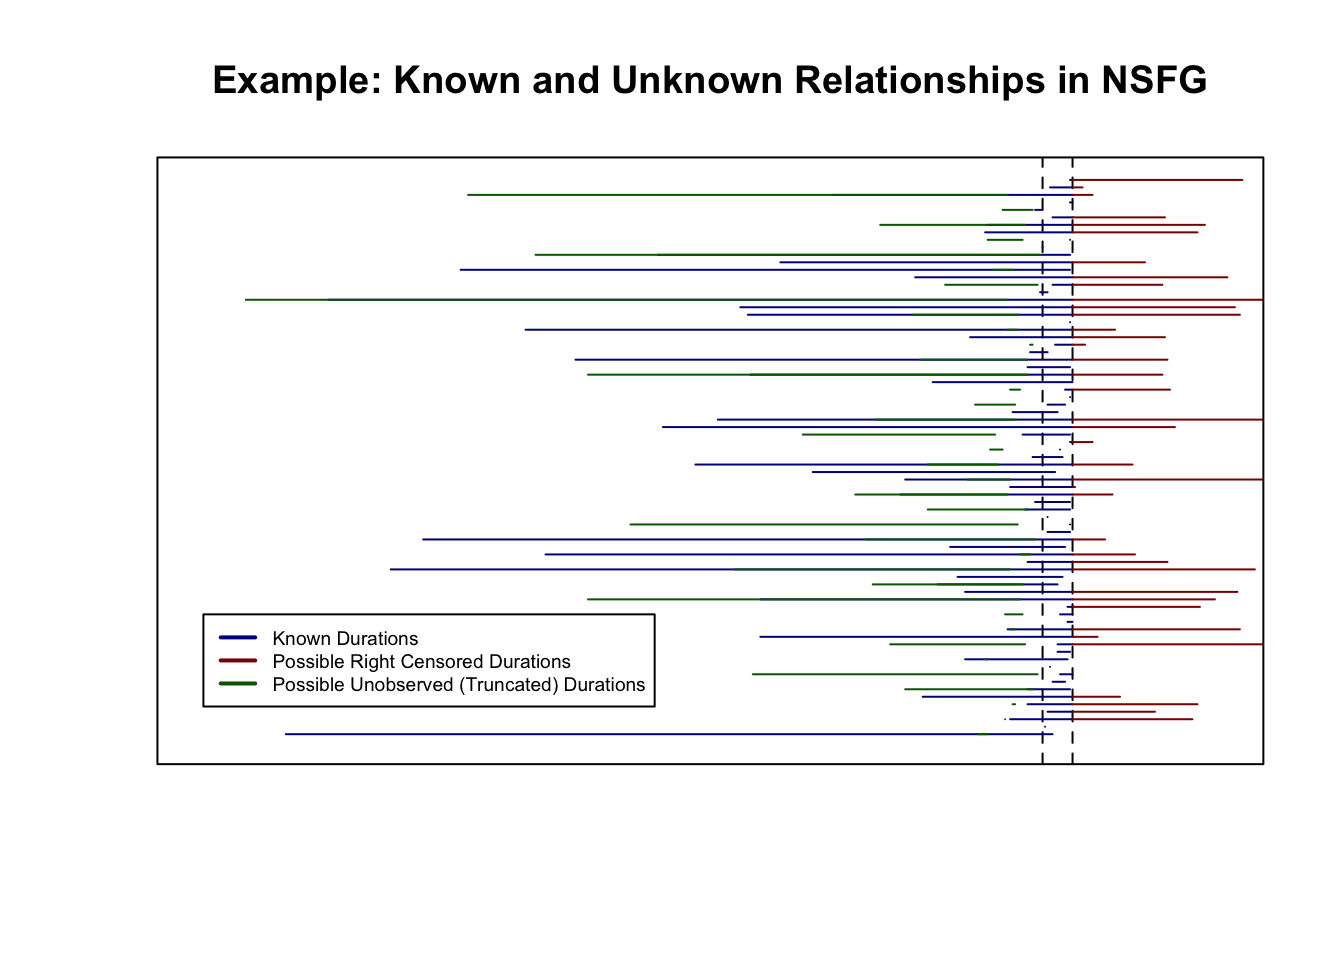 Example: Known and Unknown Relationships in NSFG
Known Durations
Possible Right Censored Durations
Possible Unobserved (Truncated) Durations